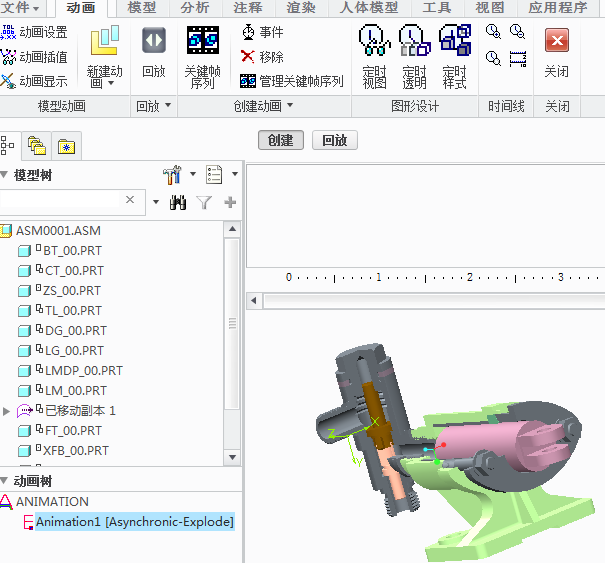 文件 动画 模型 分析 注释 渲染 人体模型 工具 视图 应用程序
动画设置
动画插值
动画显示
新建动
画
回放
关键帧
序列
事件
移除
管理关键帧序列
定时
视图
定时
透明
定时
样式
关闭
模型动画 回放 创建动画 图形设计 时间线 关闭
创建 回放
模型树
ASM0001.ASM
BT_00.PRT
CT_00.PRT
ZS_00.PRT
TL_00.PRT
DG_00.PRT
LG_00.PRT
LMDP_00.PRT
LM_00.PRT
已移动副本 1
FT_00.PRT
XFB_00.PRT
0 1 2 3
X
Z
Y
动画树
ANIMATION
Animation1 [Asynchronic-Explode]